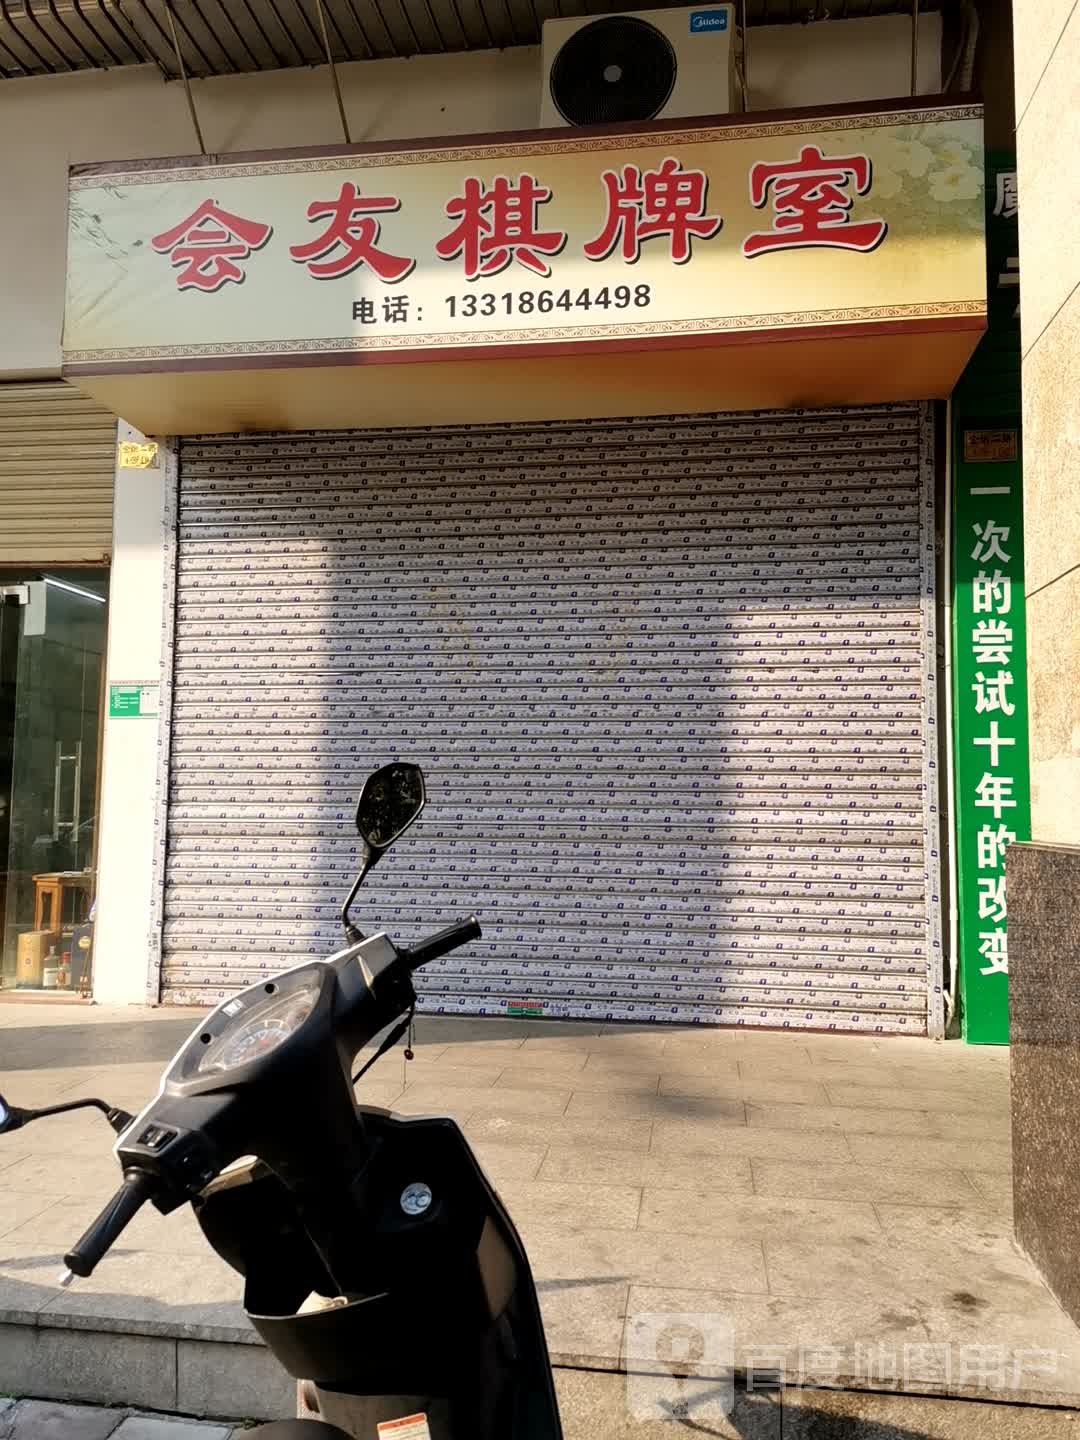 Midea
会友棋牌室
电话：13318644498
一次的尝试十年的改变
百度地图用户